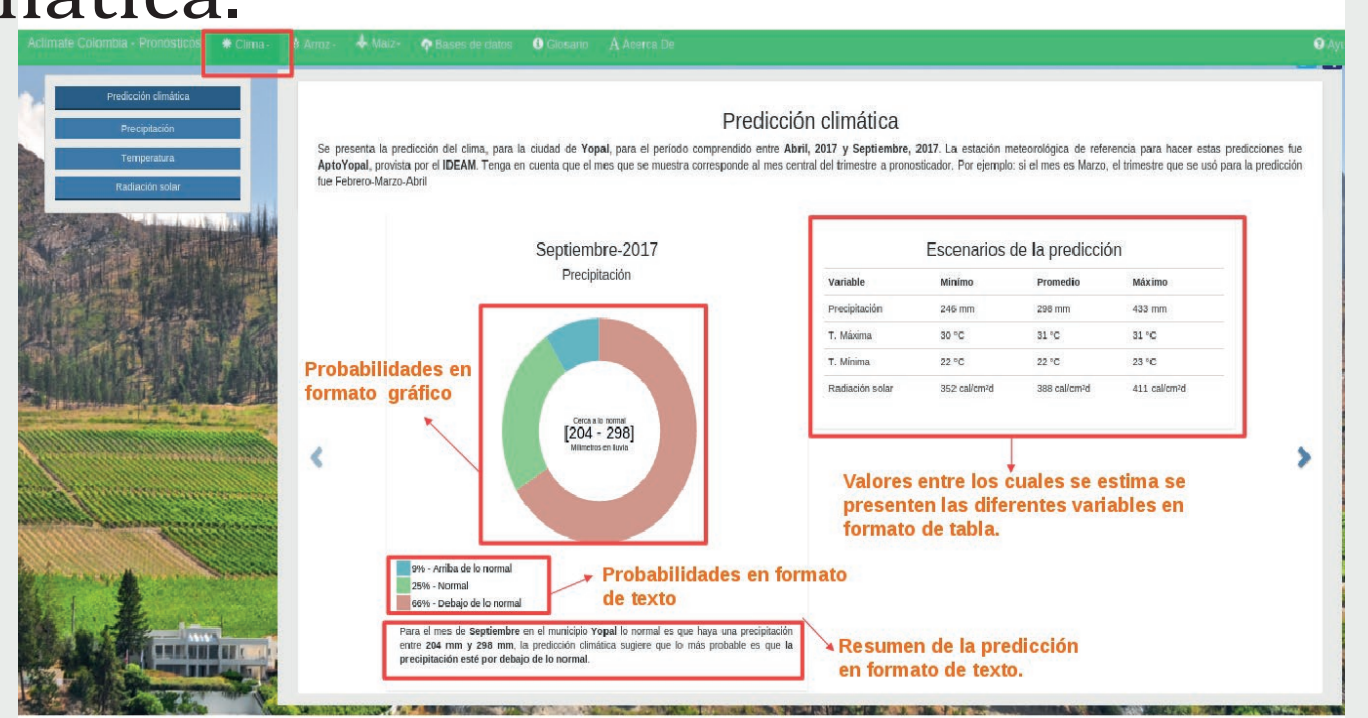 mática.
Aclimate Colombia - Pronosticos Clima - Arroz - Maiz- Bases de datos Glosario Acerca De Ayu
Predicción climática
Precipitación
Temperatura
Radiación solar
Predicción climática
Se presenta la predicción del clima, para la ciudad de Yopal, para el periodo comprendido entre Abril, 2017 y Septiembre, 2017. La estación meteorológica de referencia para hacer estas predicciones fue
AptoYopal, provista por el IDEAM. Tenga en cuenta que el mes que se muestra corresponde al mes central del trimestre a pronosticador. Por ejemplo: si el mes es Marzo, el trimestre que se usó para la predicción
fue Febrero-Marzo-Abril
Septiembre-2017
Precipitación
Probabilidades en
formato gráfico
Cerca a lo normal
[204 - 298]
Milimetros en lluvia
9% - Arriba de lo normal
25% - Normal
66% - Debajo de lo normal
Probabilidades en formato
de texto
Para el mes de Septiembre en el municipio Yopal lo normal es que haya una precipitación
entre 204 mm y 298 mm, la predicción climática sugiere que lo más probable es que la
precipitación esté por debajo de lo normal.
Resumen de la predicción
en formato de texto.
Escenarios de la predicción
Variable Mínimo Promedio Máximo
Precipitación 246 mm 298 mm 433 mm
T. Máxima 30 °C 31 °C 31 °C
T. Mínima 22 °C 22 °C 23 °C
Radiación solar 352 cal/cm²d 388 cal/cm²d 411 cal/cm²d
Valores entre los cuales se estima se
presenten las diferentes variables en
formato de tabla.